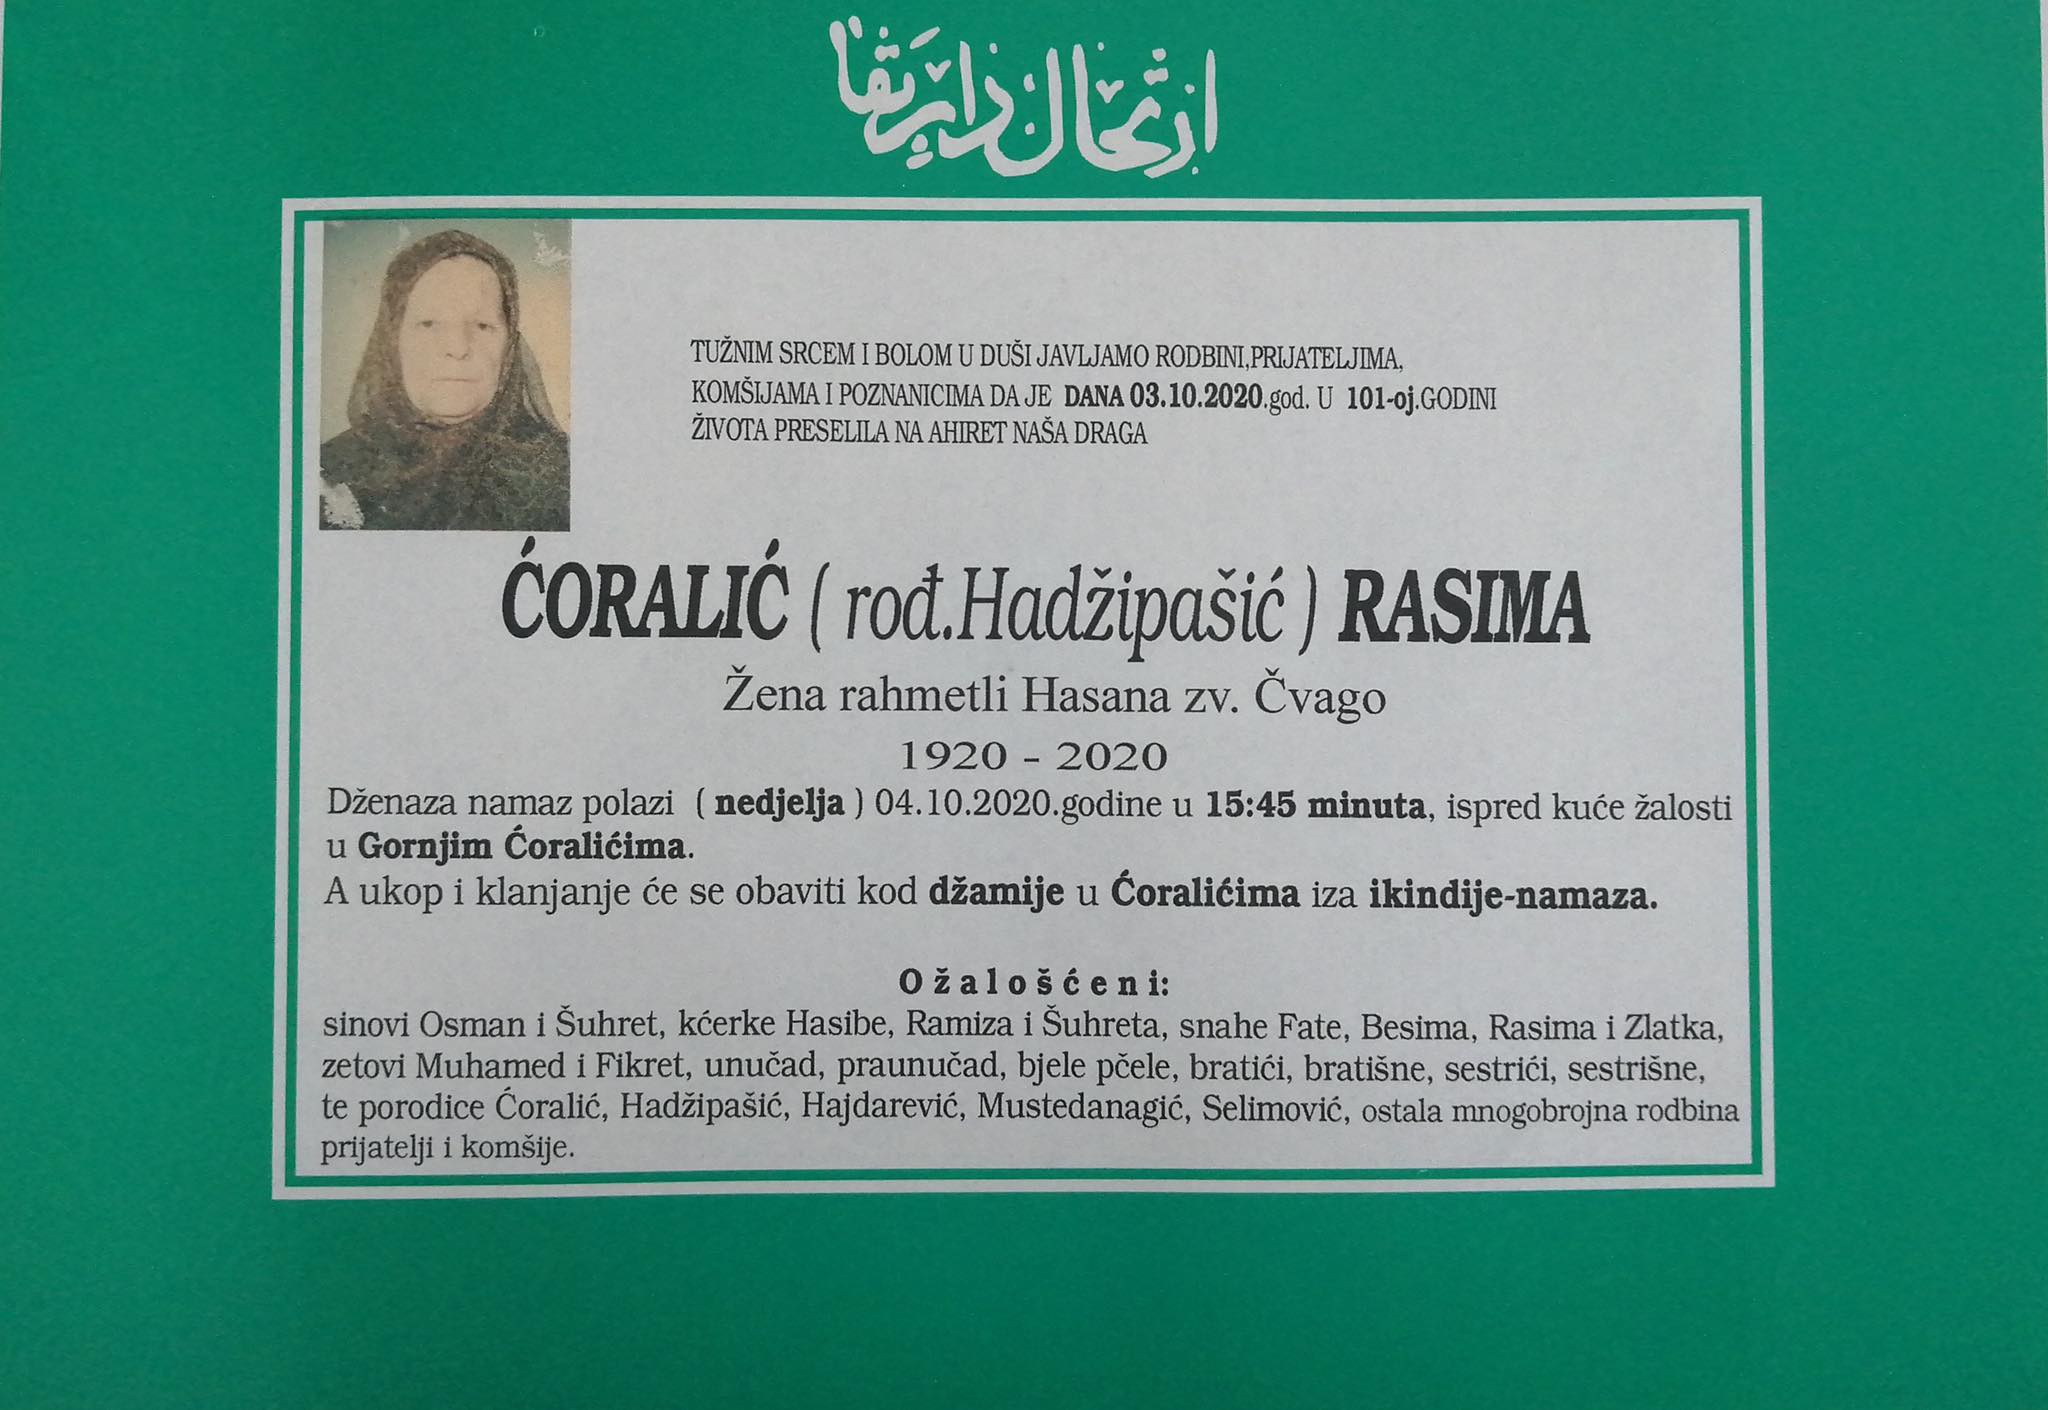 TUŽNIM SRCEM I BOLOM U DUŠI JAVLJAMO RODBINI,PRIJATELJIMA,
KOMŠIJAMA I POZNANICIMA DA JE DANA 03.10.2020.god. U 101-oj.GODINI
ŽIVOTA PRESELILA NA AHIRET NAŠA DRAGA
ĆORALIĆ ( rođ.Hadžipašić ) RASIMA
Žena rahmetli Hasana zv. Čvago
1920 - 2020
Dženaza namaz polazi ( nedjelja ) 04.10.2020.godine u 15:45 minuta, ispred kuće žalosti
u Gornjim Ćoralićima.
A ukop i klanjanje će se obaviti kod džamije u Ćoralićima iza ikindije-namaza.
Ožalošćeni:
sinovi Osman i Šuhret, kćerke Hasibe, Ramiza i Šuhreta, snahe Fate, Besima, Rasima i Zlatka,
zetovi Muhamed i Fikret, unučad, praunučad, bjele pčele, bratići, bratišne, sestrići, sestrišne,
te porodice Ćoralić, Hadžipašić, Hajdarević, Mustedanagić, Selimović, ostala mnogobrojna rodbina
prijatelji i komšije.